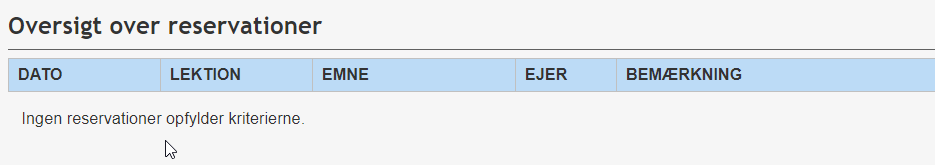 Oversigt over reservationer
DATO LEKTION EMNE EJER BEMÆRKNING
Ingen reservationer opfylder kriterierne.